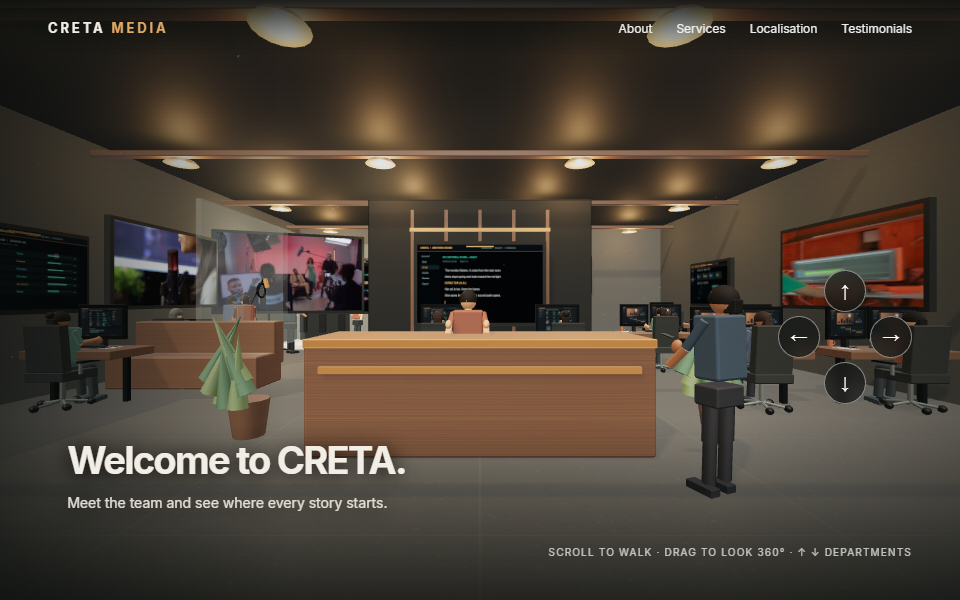 CRETA MEDIA
About Services Localisation Testimonials
↑
← →
↓
Welcome to CRETA.
Meet the team and see where every story starts.
SCROLL TO WALK · DRAG TO LOOK 360° · ↑ ↓ DEPARTMENTS